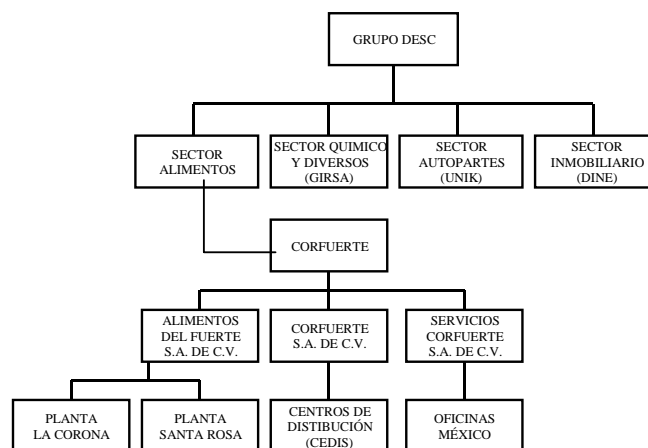 GRUPO DESC
SECTOR
ALIMENTOS
SECTOR QUIMICO
Y DIVERSOS
(GIRSA)
SECTOR
AUTOPARTES
(UNIK)
SECTOR
INMOBILIARIO
(DINE)
CORFUERTE
ALIMENTOS
DEL FUERTE
S.A. DE C.V.
CORFUERTE
S.A. DE C.V.
SERVICIOS
CORFUERTE
S.A. DE C.V.
PLANTA
LA CORONA
PLANTA
SANTA ROSA
CENTROS DE
DISTIBUCIÓN
(CEDIS)
OFICINAS
MÉXICO